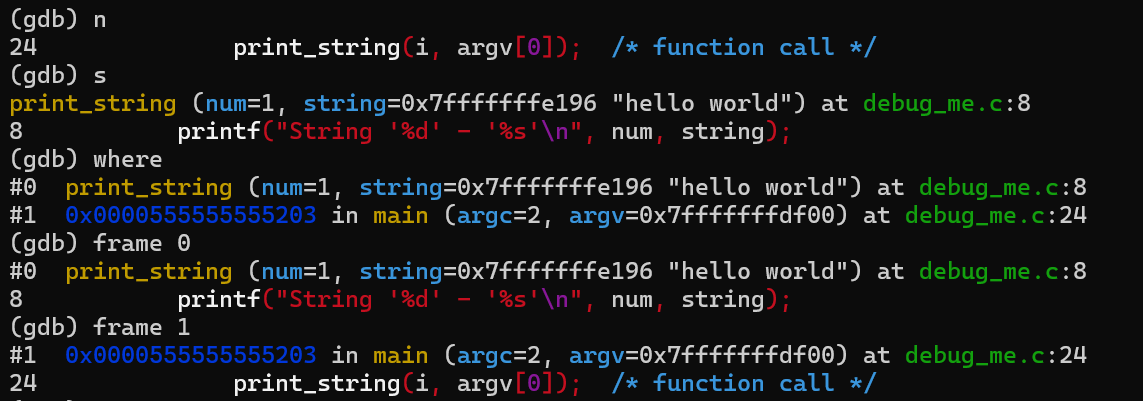 (gdb) n
24              print_string(i, argv[0]);  /* function call */
(gdb) s
print_string (num=1, string=0x7fffffffe196 "hello world") at debug_me.c:8
8           printf("String '%d' - '%s'\n", num, string);
(gdb) where
#0  print_string (num=1, string=0x7fffffffe196 "hello world") at debug_me.c:8
#1  0x0000555555555203 in main (argc=2, argv=0x7fffffffdf00) at debug_me.c:24
(gdb) frame 0
#0  print_string (num=1, string=0x7fffffffe196 "hello world") at debug_me.c:8
8           printf("String '%d' - '%s'\n", num, string);
(gdb) frame 1
#1  0x0000555555555203 in main (argc=2, argv=0x7fffffffdf00) at debug_me.c:24
24              print_string(i, argv[0]);  /* function call */